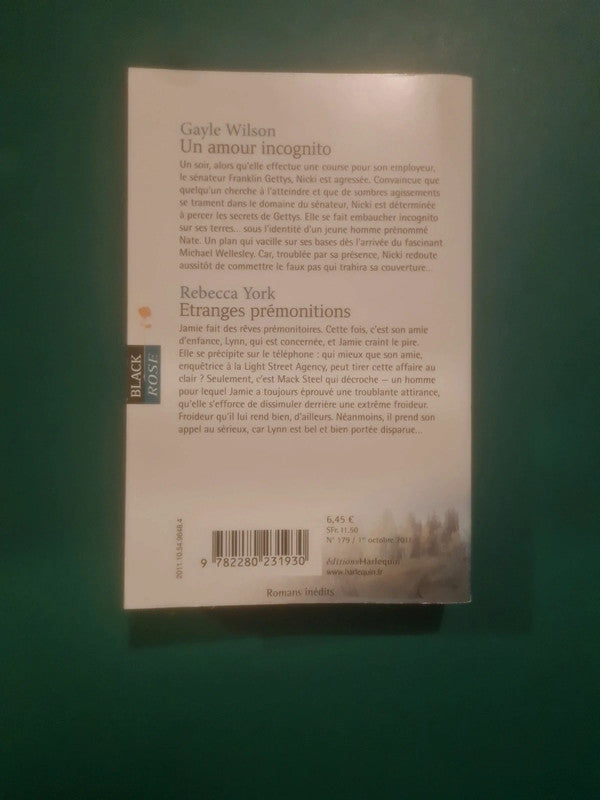 Gayle Wilson
Un amour incognito
Un soir, alors qu'elle effectue une course pour son employeur,
le sénateur Franklin Gettys, Nicki est agressée. Convaincue que
quelqu'un cherche à l'atteindre et que de sombres agissements
se trament dans le domaine du sénateur, Nicki est déterminée
à percer les secrets de Gettys. Elle se fait embaucher incognito
sur ses terres... sous l'identité d'un jeune homme prénommé
Nate. Un plan qui vacille sur ses bases dès l'arrivée du fascinant
Michael Wellesley. Car, troublée par sa présence, Nicki redoute
aussitôt de commettre le faux pas qui trahira sa couverture...
Rebecca York
Etranges prémonitions
Jamie fait des rêves prémonitoires. Cette fois, c'est son amie
d'enfance, Lynn, qui est concernée, et Jamie craint le pire.
Elle se précipite sur le téléphone : qui mieux que son amie,
enquêtrice à la Light Street Agency, peut tirer cette affaire au
clair ? Seulement, c'est Mack Steel qui décroche — un homme
pour lequel Jamie a toujours éprouvé une troublante attirance,
qu'elle s'efforce de dissimuler derrière une extrême froideur.
Froideur qu'il lui rend bien, d'ailleurs. Néanmoins, il prend son
appel au sérieux, car Lynn est bel et bien portée disparue...
BLACK
ROSE
2011.10.54.9648.4
9 782280 231930
6,45 €
SFr. 11.50
N° 179 / 1er octobre 2011
éditionsHarlequin
www.harlequin.fr
Romans inédits